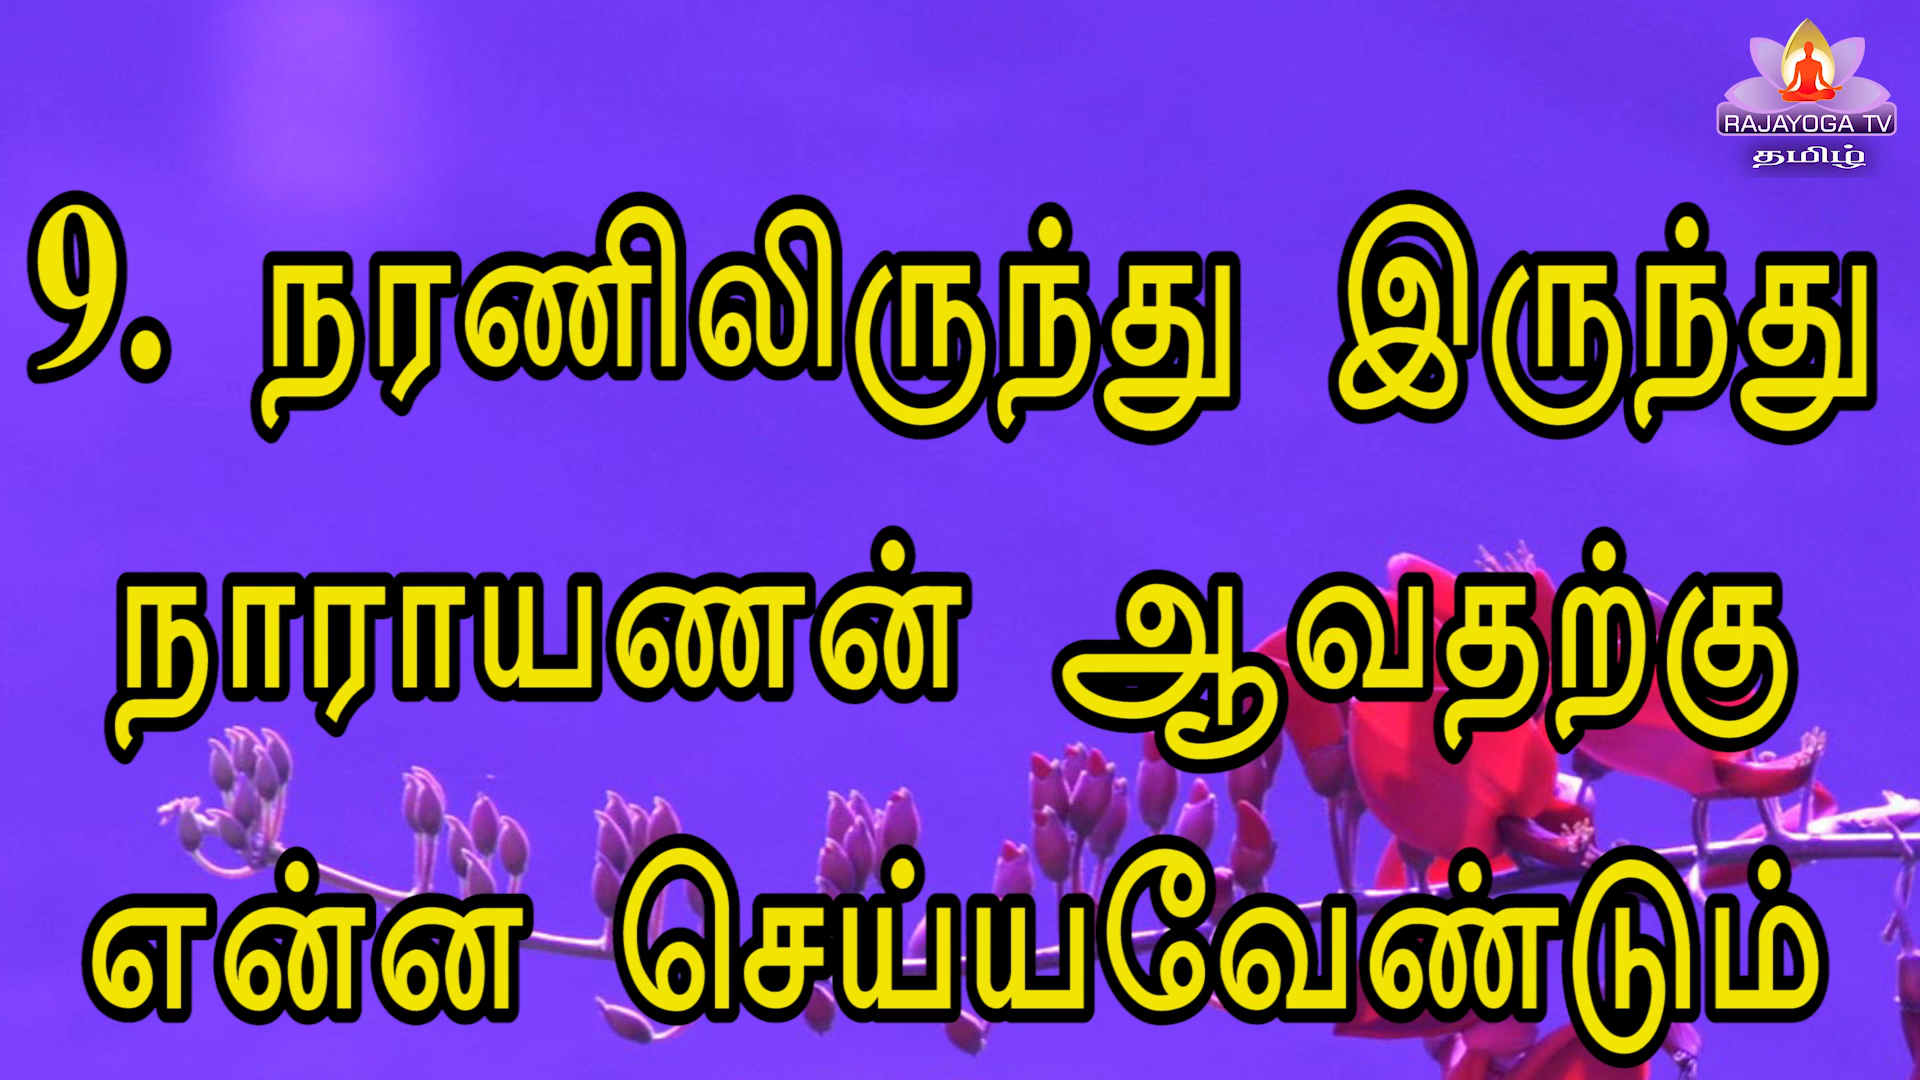 RAJAYOGA TV
தமிழ்
9. நரணிலிருந்து இருந்து
நாராயணன் ஆவதற்கு
என்ன செய்யவேண்டும்